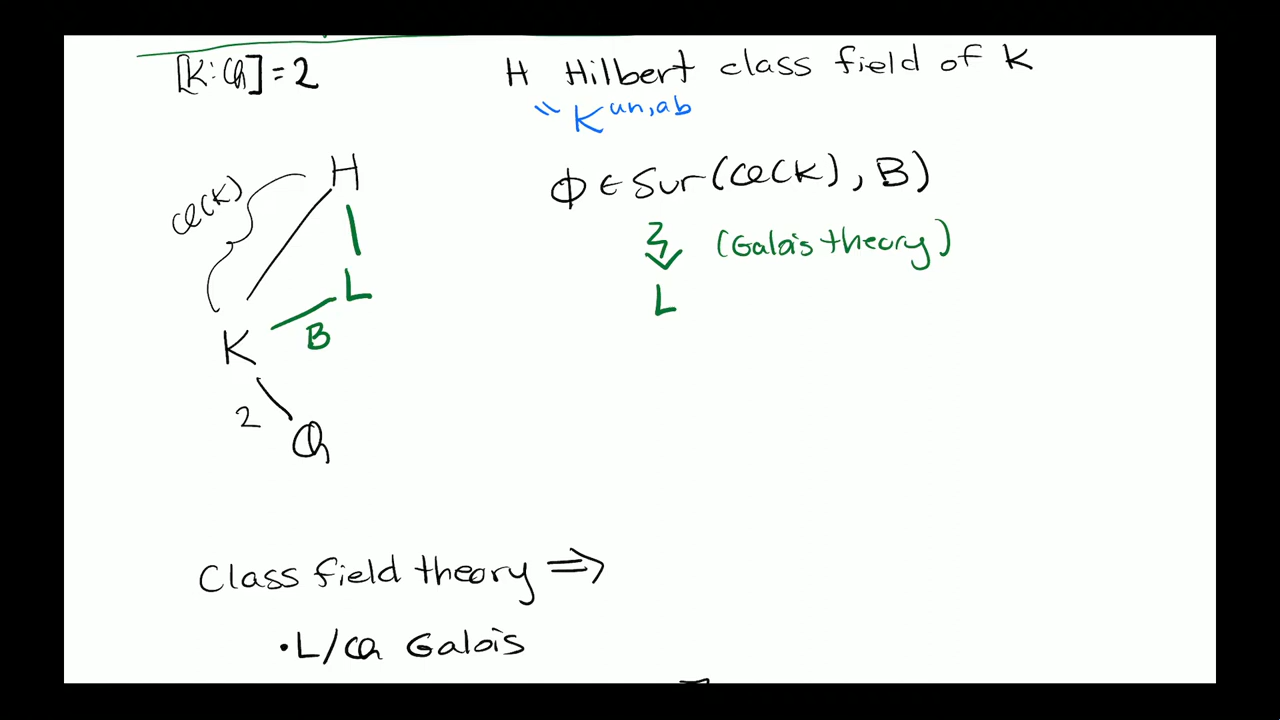 [K:ℚ]=2
H Hilbert class field of K
" K^{un,ab}
H
Cl(K)
ϕ ∈ Sur(Cl(K), B)
(Galois theory)
L
L
B
K
2
ℚ
Class field theory ⇒
• L/ℚ Galois